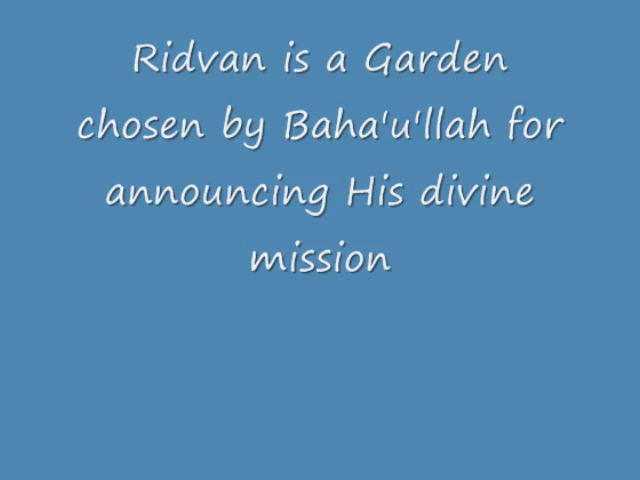 Ridvan is a Garden
chosen by Baha'u'llah for
announcing His divine
mission